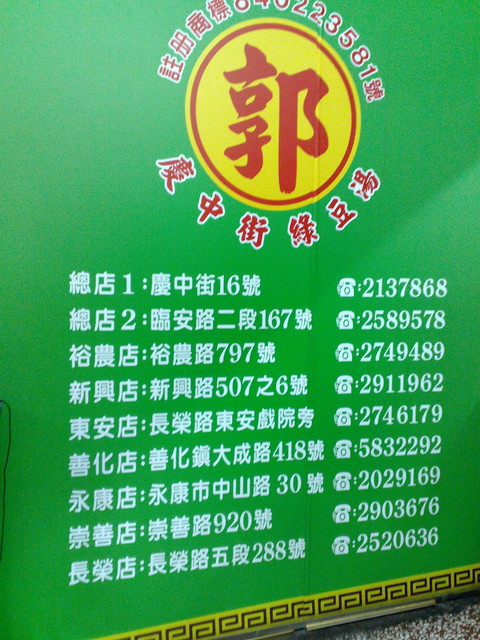 註册商標64022358​1號
郭
慶中街綠豆湯
總店1:慶中街16號 ☎:2137868
總店2:臨安路二段167號 ☎:2589578
裕農店:裕農路797號 ☎:2749489
新興店:新興路507之6號 ☎:2911962
東安店:長榮路東安戲院旁 ☎:2746179
善化店:善化鎮大成路418號 ☎:5832292
永康店:永康市中山路 30 號 ☎:2029169
崇善店:崇善路920號 ☎:2903676
長榮店:長榮路五段288號 ☎:2520636